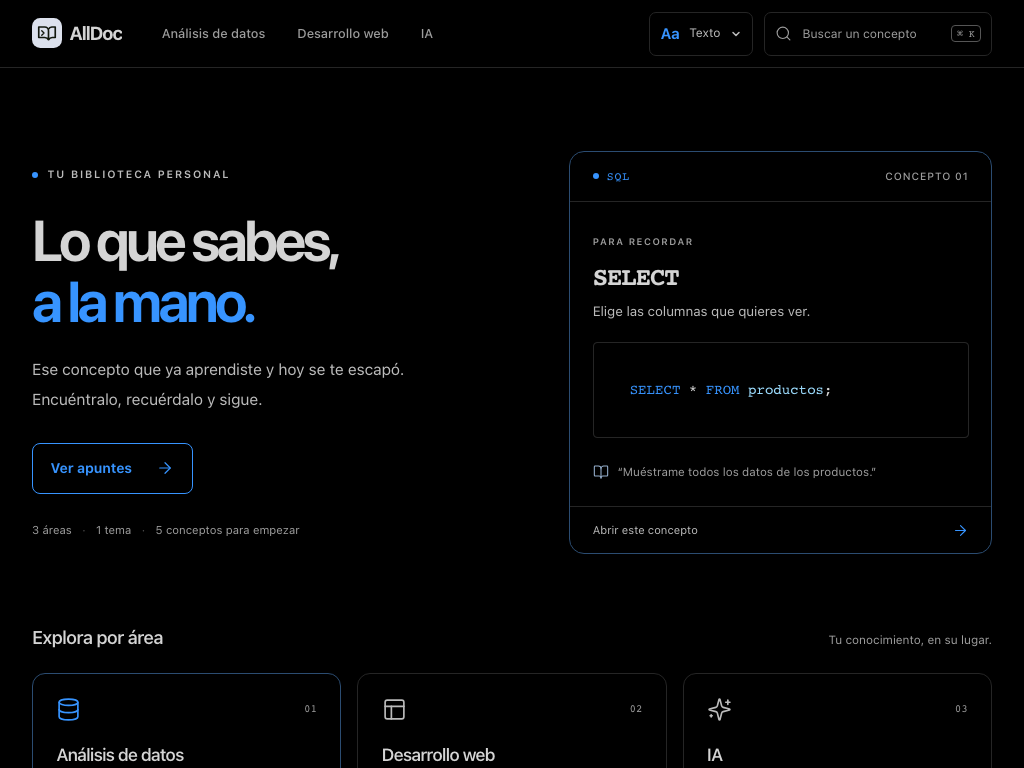 AllDoc
Análisis de datos
Desarrollo web
IA
Aa Texto
Buscar un concepto
⌘ K
TU BIBLIOTECA PERSONAL
Lo que sabes,
a la mano.
Ese concepto que ya aprendiste y hoy se te escapó.
Encuéntralo, recuérdalo y sigue.
Ver apuntes
3 áreas · 1 tema · 5 conceptos para empezar
SQL
CONCEPTO 01
PARA RECORDAR
SELECT
Elige las columnas que quieres ver.
SELECT * FROM productos;
“Muéstrame todos los datos de los productos.”
Abrir este concepto
Explora por área
Tu conocimiento, en su lugar.
01
Análisis de datos
02
Desarrollo web
03
IA